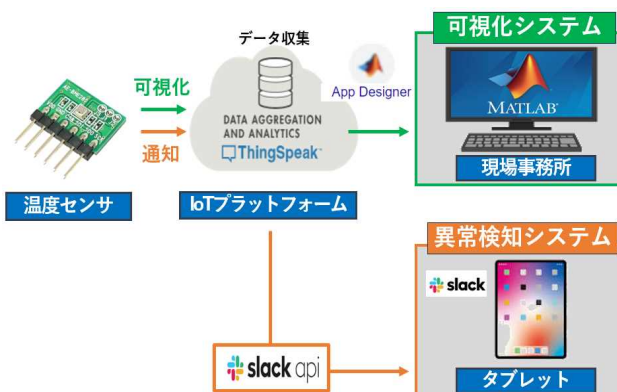 可視化システム
データ収集
App Designer
MATLAB
可視化
DATA AGGREGATION
AND ANALYTICS
ThingSpeak™
通知
現場事務所
温度センサ
IoTプラットフォーム
異常検知システム
slack
slack api
タブレット